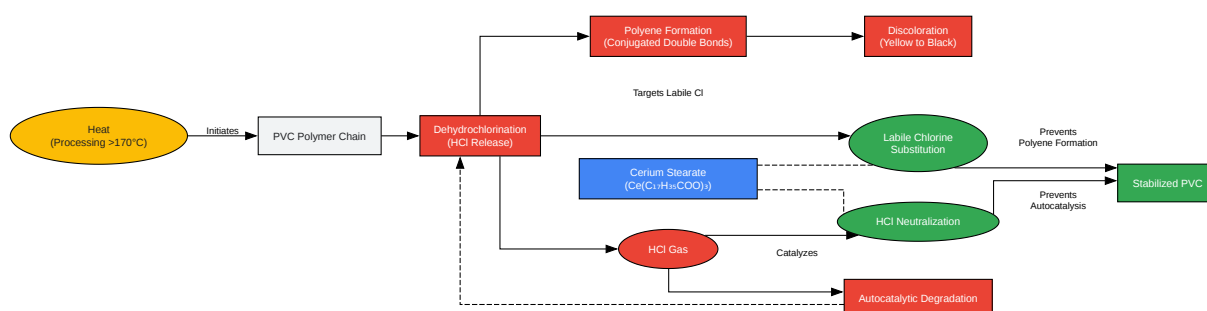 Polyene Formation
(Conjugated Double Bonds)
Discoloration
(Yellow to Black)
Targets Labile Cl
Heat
(Processing >170°C)
Initiates
PVC Polymer Chain
Dehydrochlorination
(HCl Release)
Labile Chlorine
Substitution
Prevents
Polyene Formation
Cerium Stearate
(Ce(C₁₇H₃₅COO)₃)
Stabilized PVC
Prevents
Autocatalysis
HCl Neutralization
HCl Gas
Catalyzes
Autocatalytic Degradation